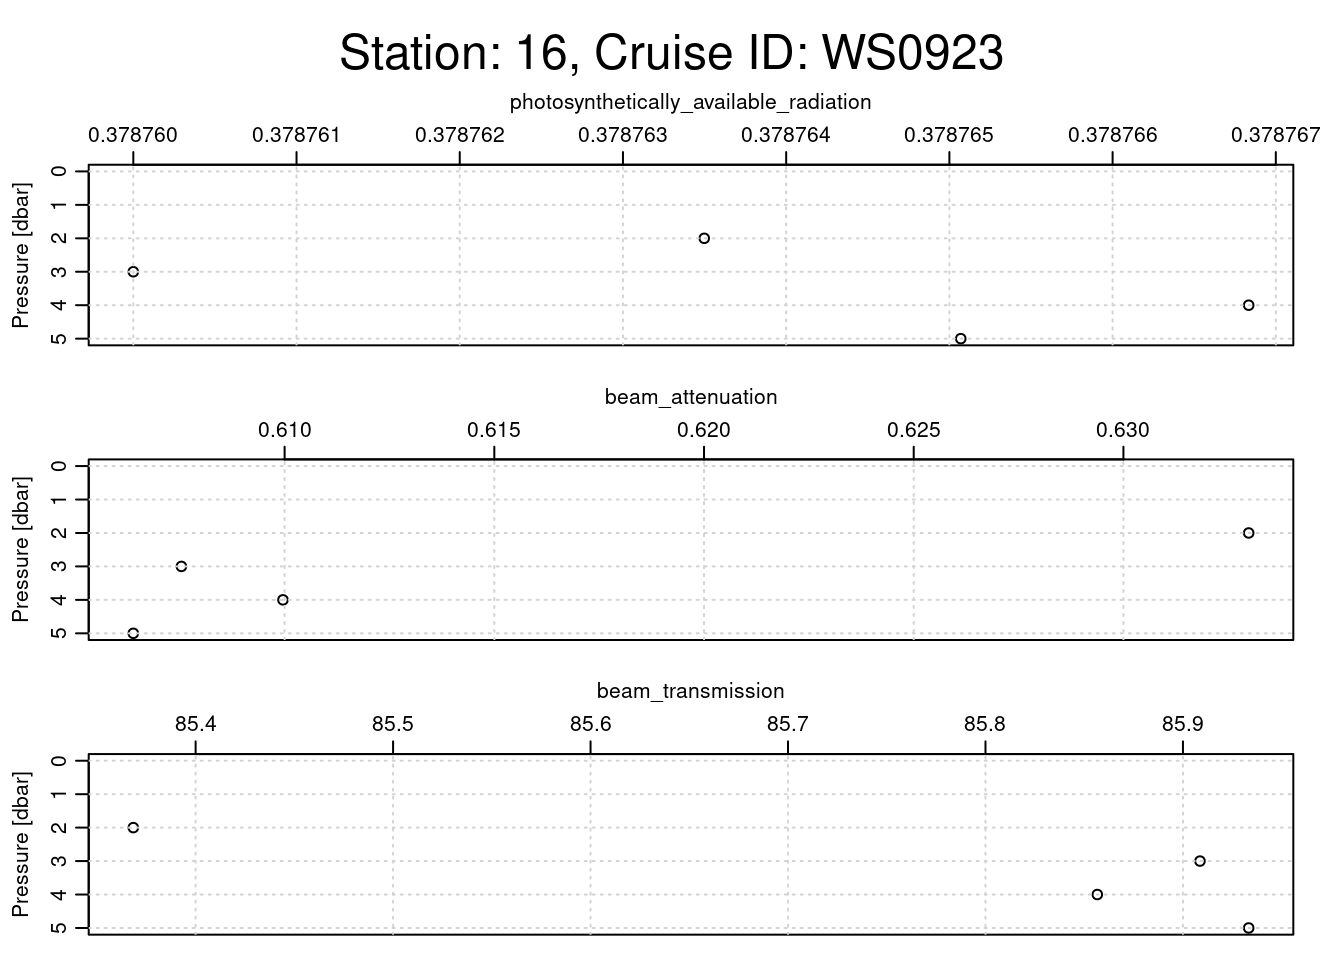 Station: 16, Cruise ID: WS0923
photosynthetically_available_radiation
0.378760 0.378761 0.378762 0.378763 0.378764 0.378765 0.378766 0.378767
Pressure [dbar]
0
1
2
3
4
5
beam_attenuation
0.610 0.615 0.620 0.625 0.630
Pressure [dbar]
0
1
2
3
4
5
beam_transmission
85.4 85.5 85.6 85.7 85.8 85.9
Pressure [dbar]
0
1
2
3
4
5